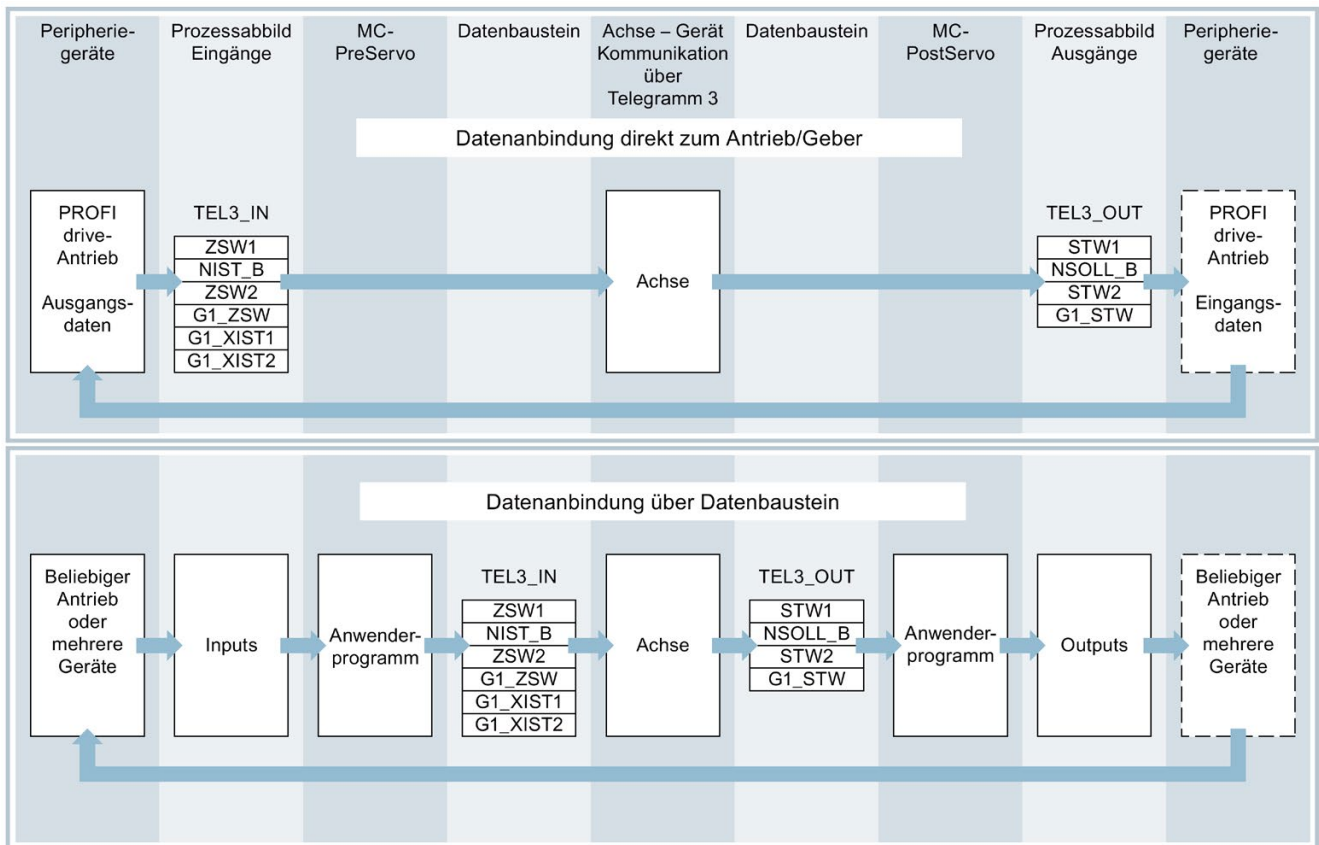 Peripherie-
geräte
Prozessabbild
Eingänge
MC-
PreServo
Datenbaustein
Achse – Gerät
Kommunikation
über
Telegramm 3
Datenbaustein
MC-
PostServo
Prozessabbild
Ausgänge
Peripherie-
geräte
Datenanbindung direkt zum Antrieb/Geber
PROFI
drive-
Antrieb
Ausgangs-
daten
TEL3_IN
ZSW1
NIST_B
ZSW2
G1_ZSW
G1_XIST1
G1_XIST2
Achse
TEL3_OUT
STW1
NSOLL_B
STW2
G1_STW
PROFI
drive-
Antrieb
Eingangs-
daten
Datenanbindung über Datenbaustein
Beliebiger
Antrieb
oder
mehrere
Geräte
Inputs
Anwender-
programm
TEL3_IN
ZSW1
NIST_B
ZSW2
G1_ZSW
G1_XIST1
G1_XIST2
Achse
TEL3_OUT
STW1
NSOLL_B
STW2
G1_STW
Anwender-
programm
Outputs
Beliebiger
Antrieb
oder
mehrere
Geräte